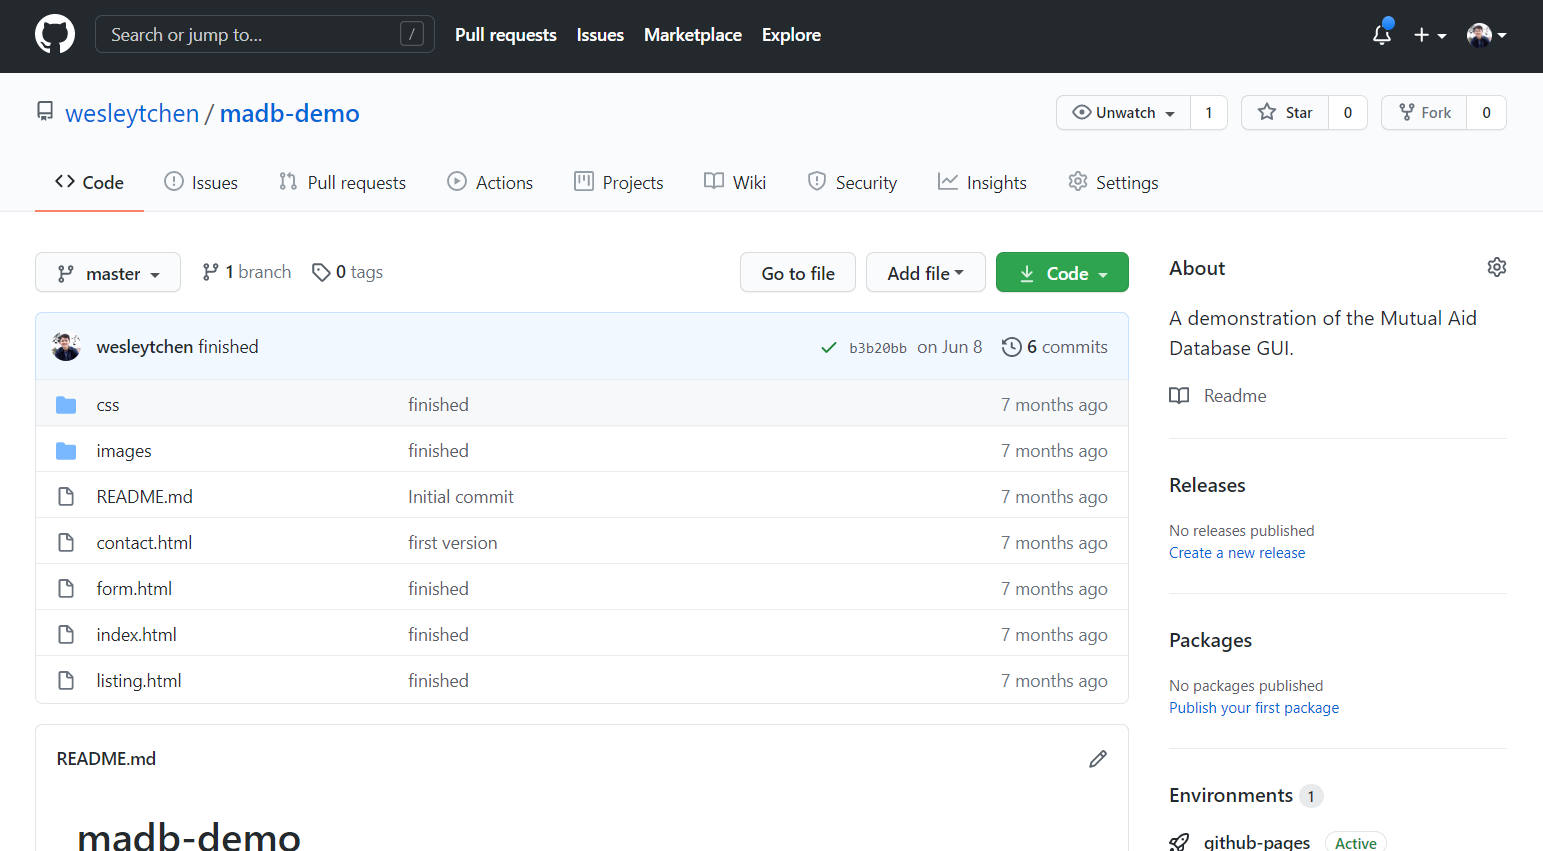 Search or jump to... /
Pull requests Issues Marketplace Explore
wesleytchen / madb-demo
Unwatch 1 Star 0 Fork 0
Code Issues Pull requests Actions Projects Wiki Security Insights Settings
master 1 branch 0 tags Go to file Add file Code
wesleytchen finished b3b20bb on Jun 8 6 commits
css finished 7 months ago
images finished 7 months ago
README.md Initial commit 7 months ago
contact.html first version 7 months ago
form.html finished 7 months ago
index.html finished 7 months ago
listing.html finished 7 months ago
README.md
madb-demo
About
A demonstration of the Mutual Aid
Database GUI.
Readme
Releases
No releases published
Create a new release
Packages
No packages published
Publish your first package
Environments 1
github-pages Active